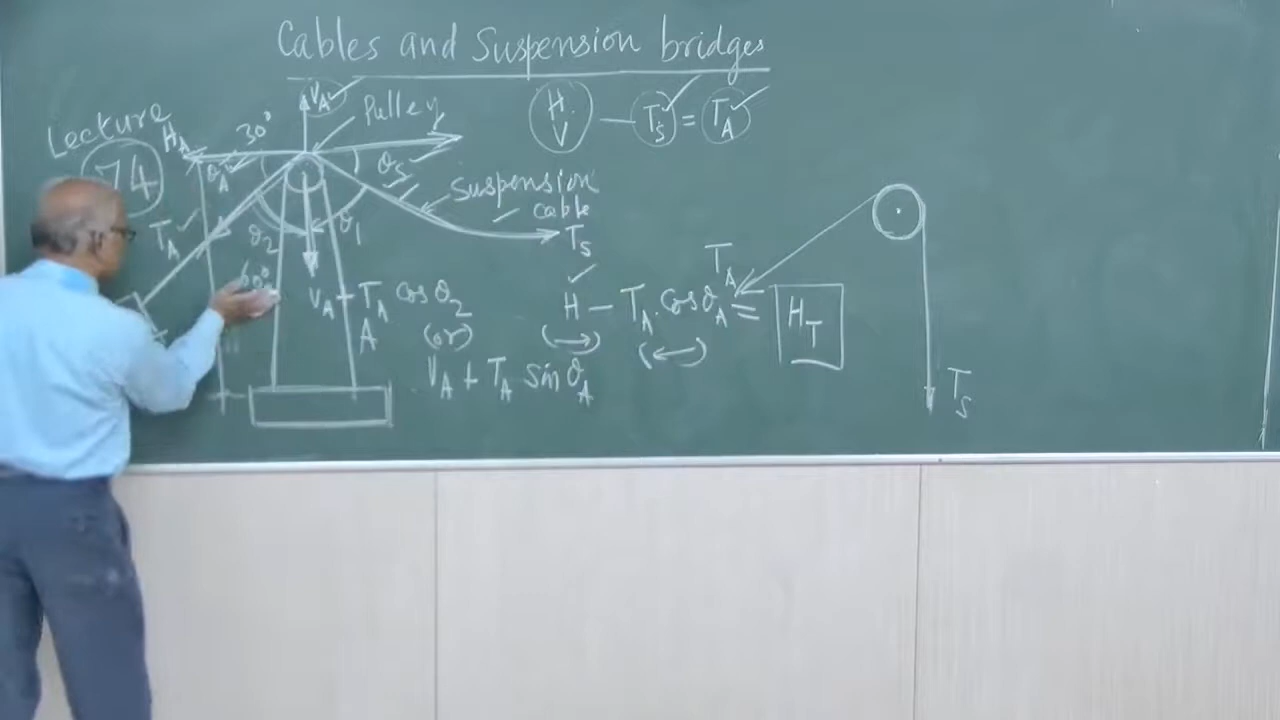 Cables and Suspension bridges
Lecture
74
V_A
Pulley
H_A
30°
θ_A
θ_S
Suspension
cable
T_S
T_A
θ_2
θ_1
60°
V_A + T_A cos θ_2
A
(or)
V_A + T_A sin θ_A
H
V
— T_S = T_A
H – T_A . cos θ_A =
H_T
(→)
(←)
T_A
T_S